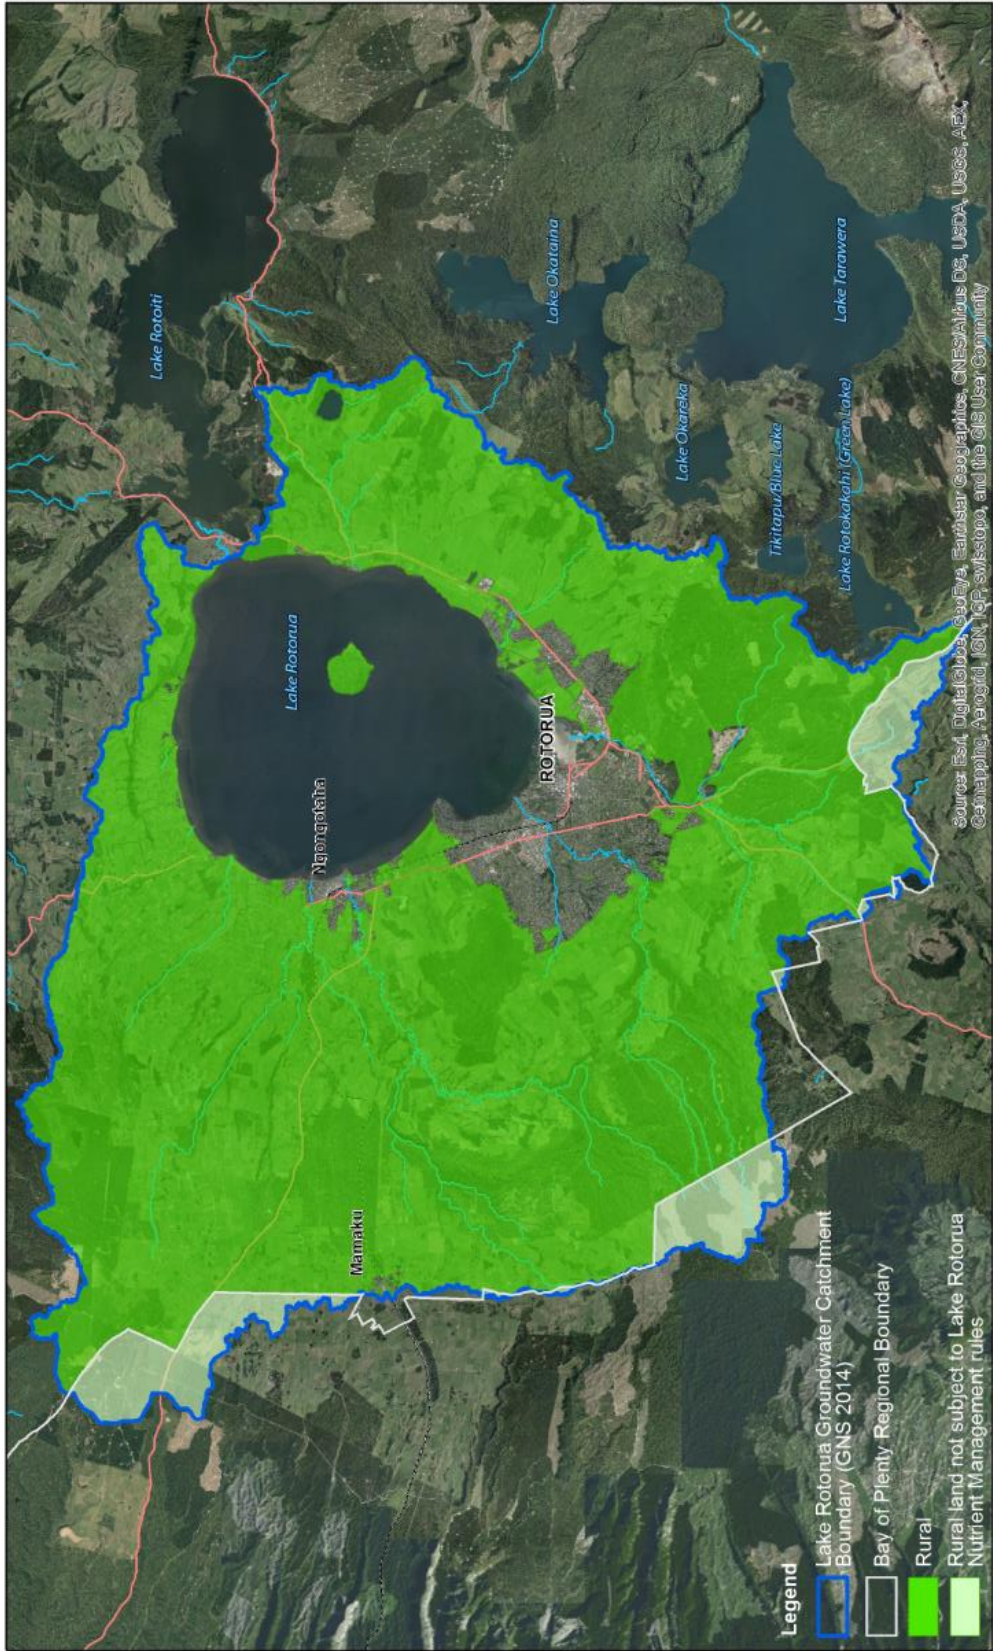 Lake Rotoiti
Lake Rotorua
Lake Okataina
Lake Okareka
Lake Tarawera
Tikitapu/Blue Lake
Lake Rotokakahi (Green Lake)
Ngongotaha
ROTORUA
Mamaku
Legend
Lake Rotorua Groundwater Catchment
Boundary (GNS 2014)
Bay of Plenty Regional Boundary
Rural
Rural land not subject to Lake Rotorua
Nutrient Management rules
Source: Esri, DigitalGlobe, GeoEye, Earthstar Geographics, CNES/Airbus DS, USDA, USGS, AEX,
Getmapping, Aerogrid, IGN, IGP, swisstopo, and the GIS User Community